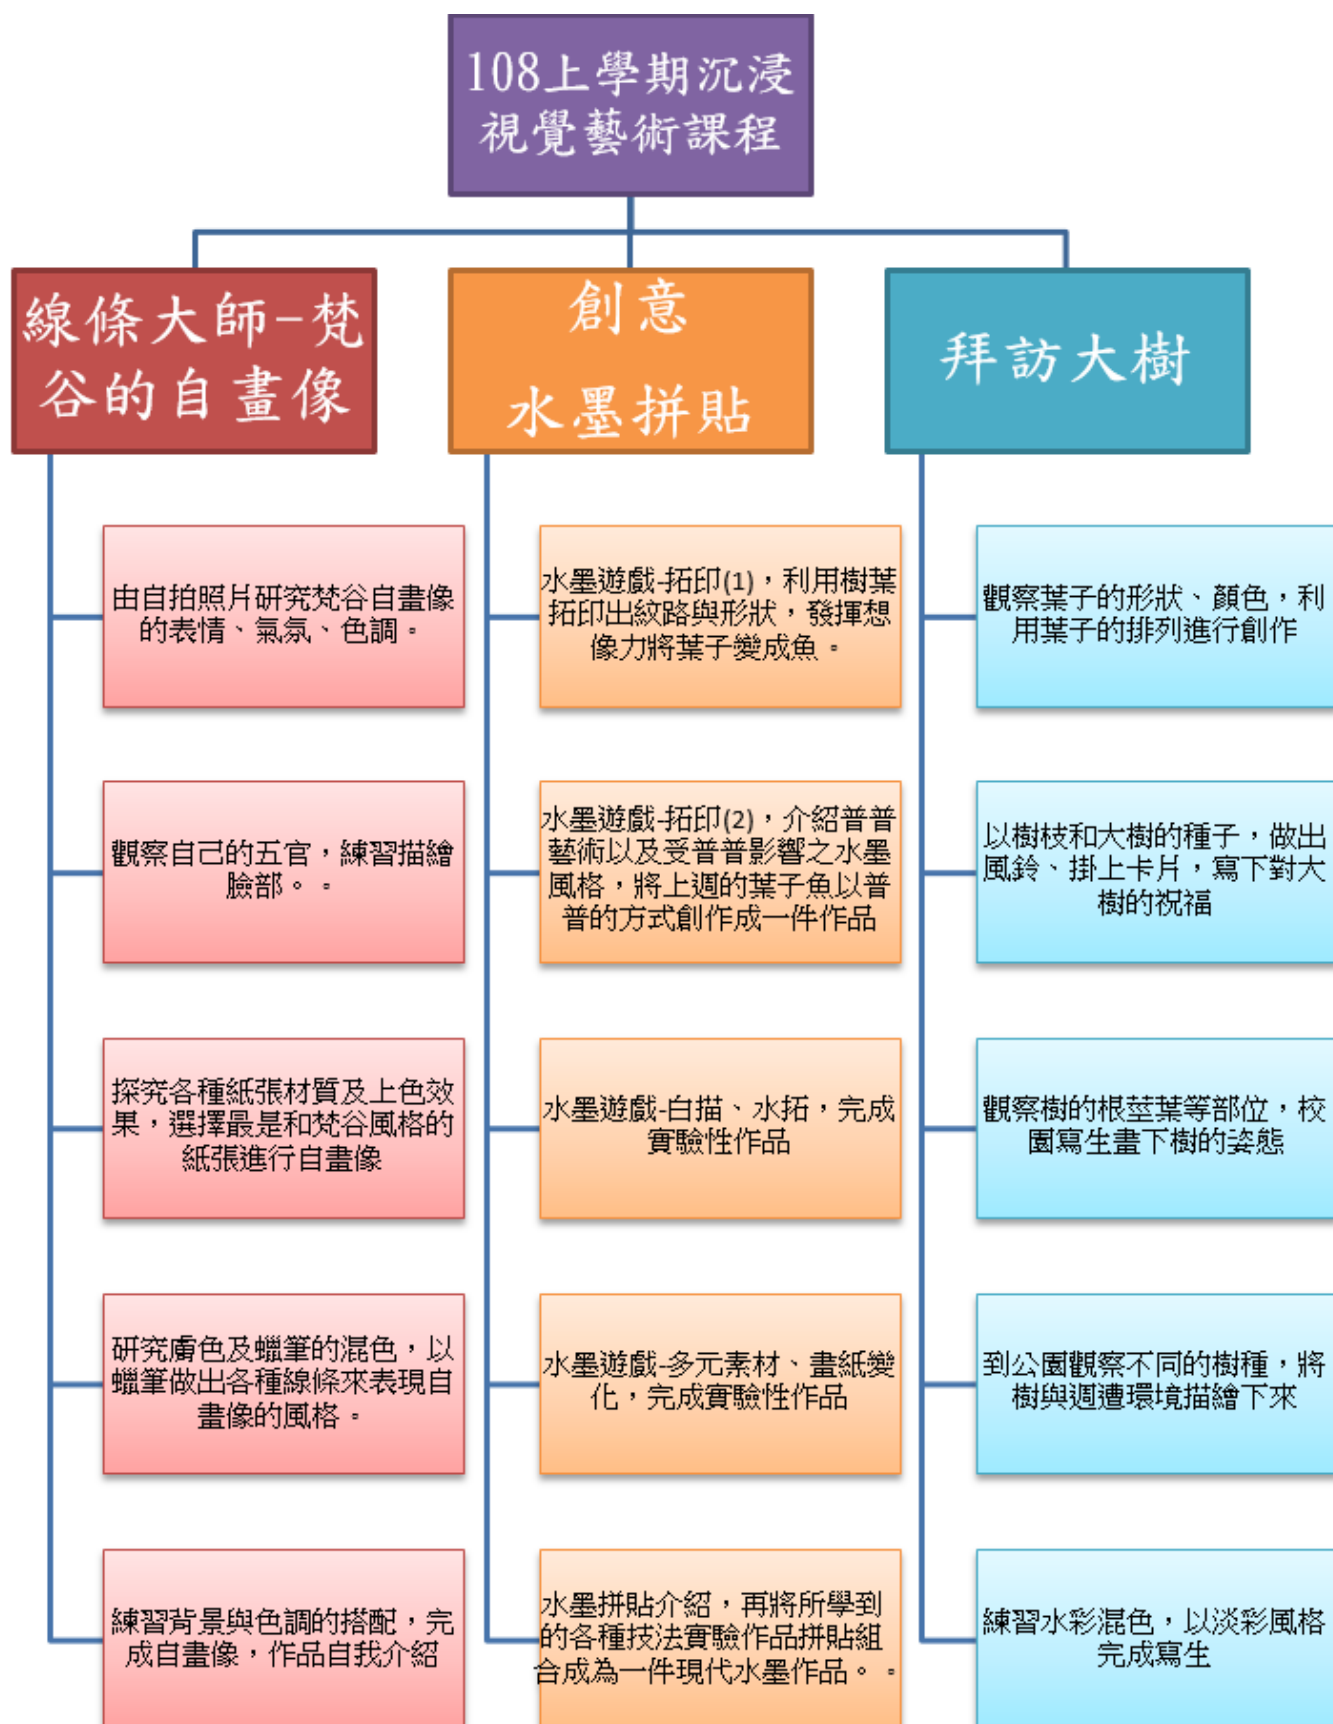 108上學期沉浸
視覺藝術課程
線條大師-梵
谷的自畫像
由自拍照片研究梵谷自畫像
的表情、氣氛、色調。
觀察自己的五官，練習描繪
臉部。。
探究各種紙張材質及上色效
果，選擇最是和梵谷風格的
紙張進行自畫像
研究膚色及蠟筆的混色，以
蠟筆做出各種線條來表現自
畫像的風格。
練習背景與色調的搭配，完
成自畫像，作品自我介紹
創意
水墨拼貼
水墨遊戲-拓印(1)，利用樹葉
拓印出紋路與形狀，發揮想
像力將葉子變成魚。
水墨遊戲-拓印(2)，介紹普普
藝術以及受普普影響之水墨
風格，將上週的葉子魚以普
普的方式創作成一件作品
水墨遊戲-白描、水拓，完成
實驗性作品
水墨遊戲-多元素材、畫紙變
化，完成實驗性作品
水墨拼貼介紹，再將所學到
的各種技法實驗作品拼貼組
合成為一件現代水墨作品。。
拜訪大樹
觀察葉子的形狀、顏色，利
用葉子的排列進行創作
以樹枝和大樹的種子，做出
風鈴、掛上卡片，寫下對大
樹的祝福
觀察樹的根莖葉等部位，校
園寫生畫下樹的姿態
到公園觀察不同的樹種，將
樹與週遭環境描繪下來
練習水彩混色，以淡彩風格
完成寫生